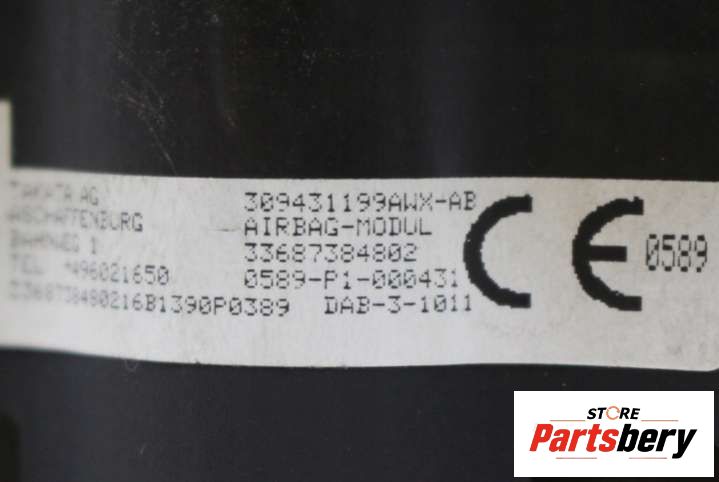 TAKATA AG
ASCHAFFENBURG
BAHNWEG 1
TEL +496021650
3368738480216B1390P0389
309431199AWX-AB
AIRBAG-MODUL
33687384802
0589-P1-000431
DAB-3-1011
CE 0589
STORE
Partsbery